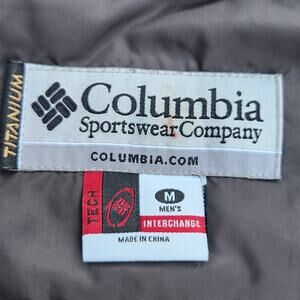 TITANIUM
Columbia
Sportswear Company
COLUMBIA.COM
TECH
M
MEN'S
INTERCHANGE
MADE IN CHINA